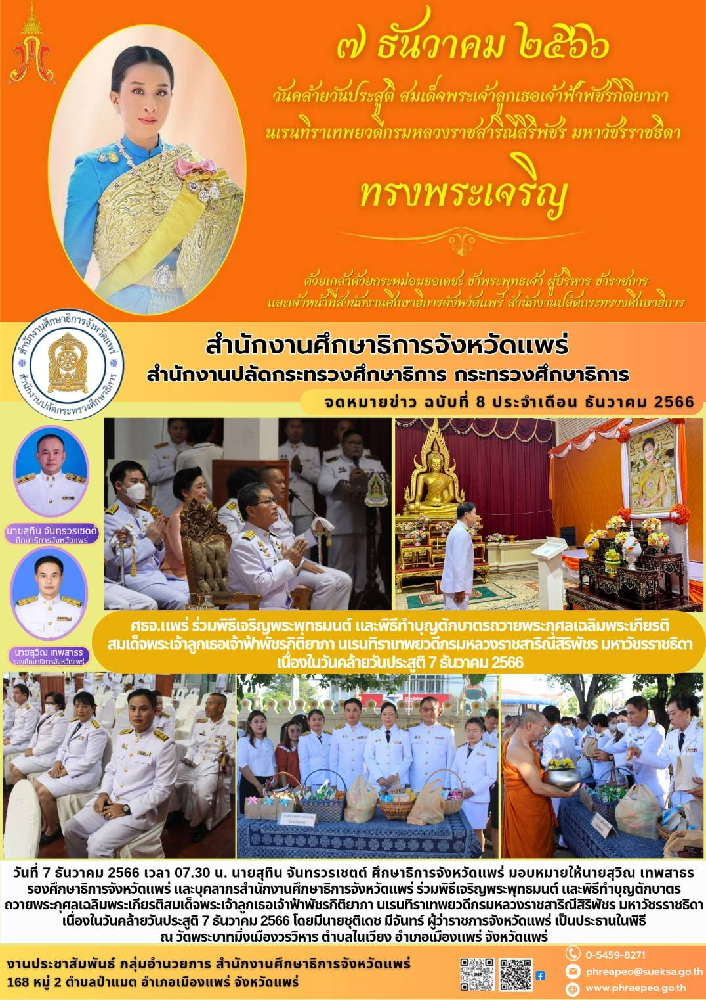 ๗ ธันวาคม ๒๕๖๖
วันคล้ายวันประสูติ สมเด็จพระเจ้าลูกเธอเจ้าฟ้าพัชรกิติยาภา
นเรนทิราเทพยวดีกรมหลวงราชสาริณีสิริพัชร มหาวัชรราชธิดา
ทรงพระเจริญ
ด้วยเกล้าด้วยกระหม่อมขอเดชะ ข้าพระพุทธเจ้า ผู้บริหาร ข้าราชการ
และเจ้าหน้าที่สำนักงานศึกษาธิการจังหวัดแพร่ สำนักงานปลัดกระทรวงศึกษาธิการ
สำนักงานศึกษาธิการจังหวัดแพร่
สำนักงานปลัดกระทรวงศึกษาธิการ
สำนักงานศึกษาธิการจังหวัดแพร่
สำนักงานปลัดกระทรวงศึกษาธิการ กระทรวงศึกษาธิการ
จดหมายข่าว ฉบับที่ 8 ประจำเดือน ธันวาคม 2566
นายสุทิน จันทรวรเชตต์
ศึกษาธิการจังหวัดแพร่
นายสุวิณ เทพสาธร
รองศึกษาธิการจังหวัดแพร่
ศธจ.แพร่ ร่วมพิธีเจริญพระพุทธมนต์ และพิธีทำบุญตักบาตรถวายพระกุศลเฉลิมพระเกียรติ
สมเด็จพระเจ้าลูกเธอเจ้าฟ้าพัชรกิติยาภา นเรนทิราเทพยวดีกรมหลวงราชสาริณีสิริพัชร มหาวัชรราชธิดา
เนื่องในวันคล้ายวันประสูติ 7 ธันวาคม 2566
สำนักงานศึกษาธิการ
จังหวัดแพร่
วันที่ 7 ธันวาคม 2566 เวลา 07.30 น. นายสุทิน จันทรวรเชตต์ ศึกษาธิการจังหวัดแพร่ มอบหมายให้นายสุวิณ เทพสาธร
รองศึกษาธิการจังหวัดแพร่ และบุคลากรสำนักงานศึกษาธิการจังหวัดแพร่ ร่วมพิธีเจริญพระพุทธมนต์ และพิธีทำบุญตักบาตร
ถวายพระกุศลเฉลิมพระเกียรติสมเด็จพระเจ้าลูกเธอเจ้าฟ้าพัชรกิติยาภา นเรนทิราเทพยวดีกรมหลวงราชสาริณีสิริพัชร มหาวัชรราชธิดา
เนื่องในวันคล้ายวันประสูติ 7 ธันวาคม 2566 โดยมีนายชุติเดช มีจันทร์ ผู้ว่าราชการจังหวัดแพร่ เป็นประธานในพิธี
ณ วัดพระบาทมิ่งเมืองวรวิหาร ตำบลในเวียง อำเภอเมืองแพร่ จังหวัดแพร่
งานประชาสัมพันธ์ กลุ่มอำนวยการ สำนักงานศึกษาธิการจังหวัดแพร่
168 หมู่ 2 ตำบลป่าแมต อำเภอเมืองแพร่ จังหวัดแพร่
LINE
0-5459-8271
phreapeo@sueksa.go.th
www.phraepeo.go.th